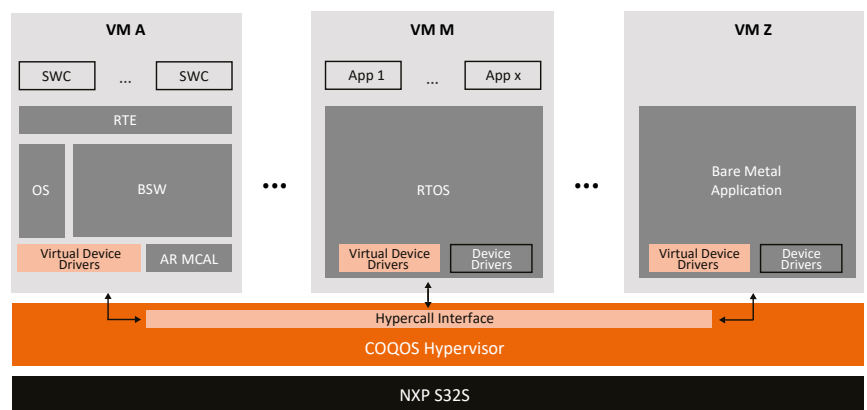 VM A
SWC
...
SWC
RTE
OS
BSW
Virtual Device
Drivers
AR MCAL
...
VM M
App 1
...
App x
RTOS
Virtual Device
Drivers
Device
Drivers
...
VM Z
Bare Metal
Application
Virtual Device
Drivers
Device
Drivers
Hypercall Interface
COQOS Hypervisor
NXP S32S